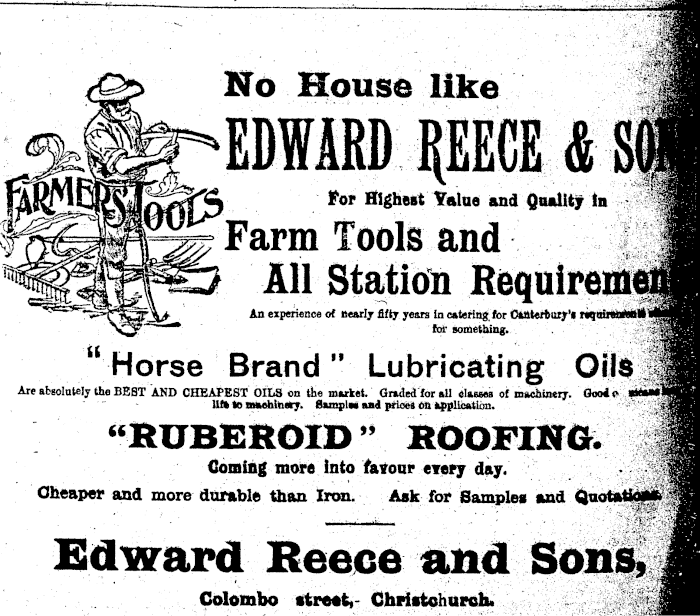 No House like
EDWARD REECE & SON
FARMERS TOOLS
For Highest Value and Quality in
Farm Tools and
All Station Requiremen
An experience of nearly fifty years in catering for Canterbury's requirements
for something.
"Horse Brand" Lubricating Oils
Are absolutely the BEST AND CHEAPEST OILS on the market. Graded for all classes of machinery. Good means
life to machinery. Samples and prices on application.
"RUBEROID" ROOFING.
Coming more into favour every day.
Cheaper and more durable than Iron. Ask for Samples and Quotations.
Edward Reece and Sons,
Colombo street, - Christchurch.